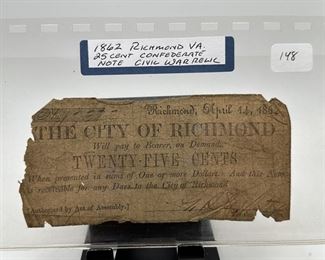 1862 RICHMOND VA.
25 CENT CONFEDERATE
NOTE CIVIL WAR RELIC
148
Richmond, April 14, 1862
THE CITY OF RICHMOND
Will pay to Bearer, on Demand,
TWENTY-FIVE CENTS
When presented in sums of One or more Dollars. And this Note
is receivable for any Dues to the City of Richmond
[Authorized by Act of Assembly.]